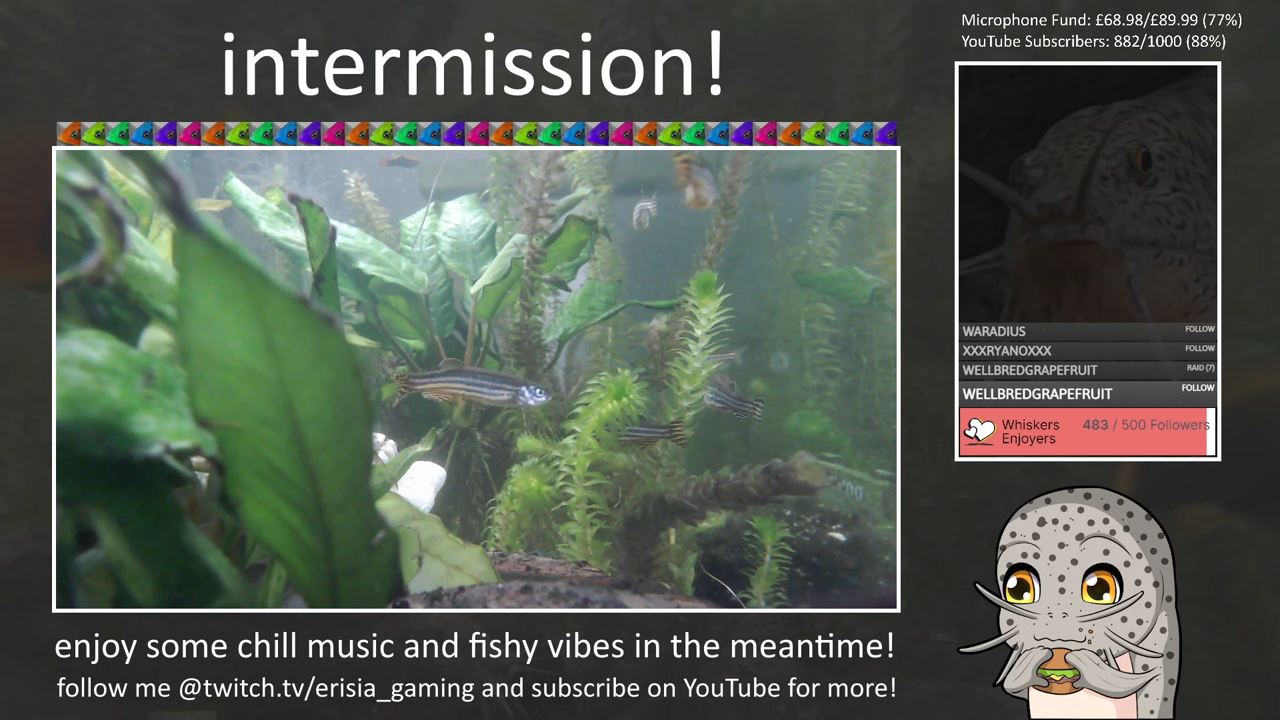 Microphone Fund: £68.98/£89.99 (77%)
YouTube Subscribers: 882/1000 (88%)
intermission!
WARADIUS FOLLOW
XXXRYANOXXX FOLLOW
WELLBREDGRAPEFRUIT RAID (7)
WELLBREDGRAPEFRUIT FOLLOW
Whiskers Enjoyers 483 / 500 Followers
enjoy some chill music and fishy vibes in the meantime!
follow me @twitch.tv/erisia_gaming and subscribe on YouTube for more!